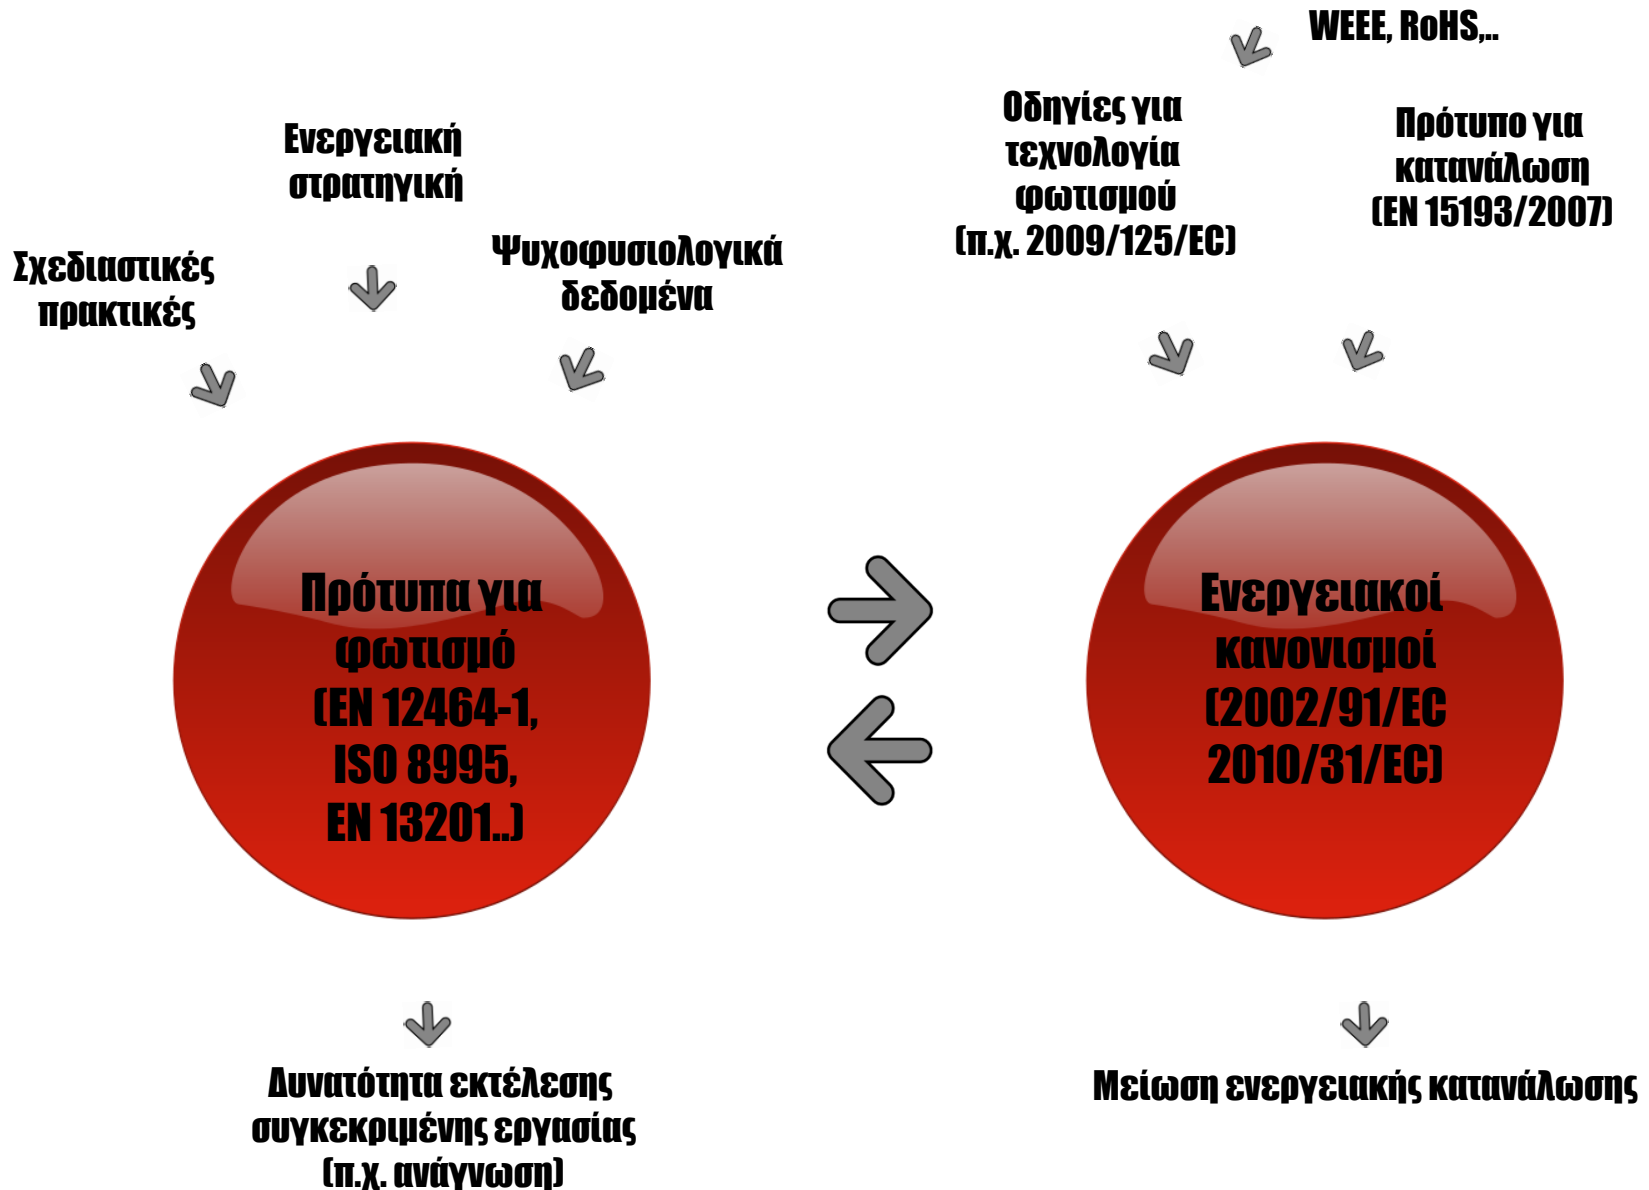 WEEE, RoHS,..
Οδηγίες για
τεχνολογία
φωτισμού
(π.χ. 2009/125/EC)
Πρότυπο για
κατανάλωση
(EN 15193/2007)
Ενεργειακή
στρατηγική
Σχεδιαστικές
πρακτικές
Ψυχοφυσιολογικά
δεδομένα
Πρότυπα για
φωτισμό
(EN 12464-1,
ISO 8995,
EN 13201..)
Ενεργειακοί
κανονισμοί
(2002/91/EC
2010/31/EC)
Δυνατότητα εκτέλεσης
συγκεκριμένης εργασίας
(π.χ. ανάγνωση)
Μείωση ενεργειακής κατανάλωσης